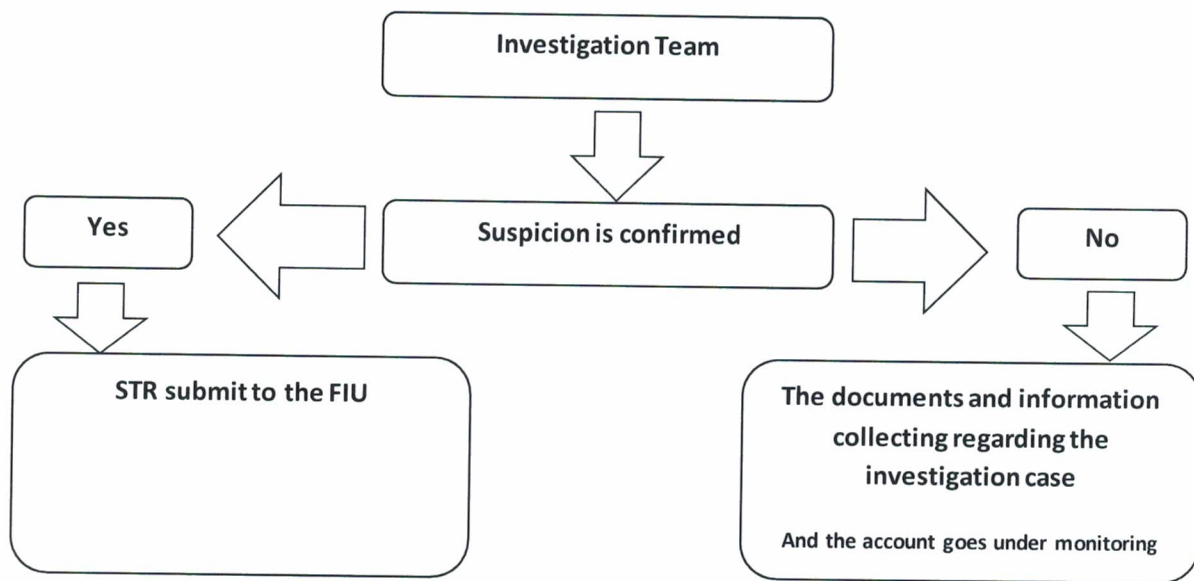 Investigation Team
Yes
Suspicion is confirmed
No
STR submit to the FIU
The documents and information
collecting regarding the
investigation case
And the account goes under monitoring